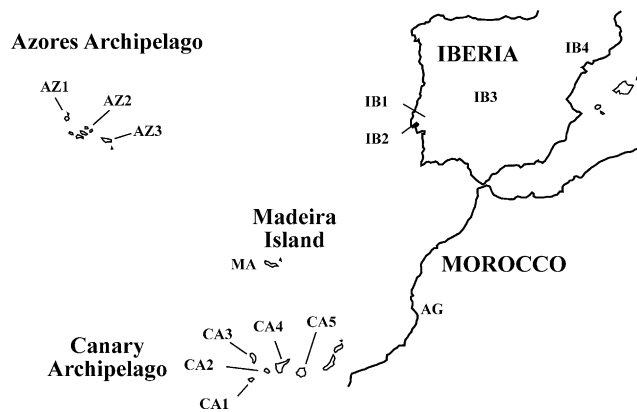 Azores Archipelago
AZ1
AZ2
AZ3
IBERIA
IB4
IB1
IB3
IB2
Madeira
Island
MA
MOROCCO
AG
Canary
Archipelago
CA3
CA4
CA5
CA2
CA1